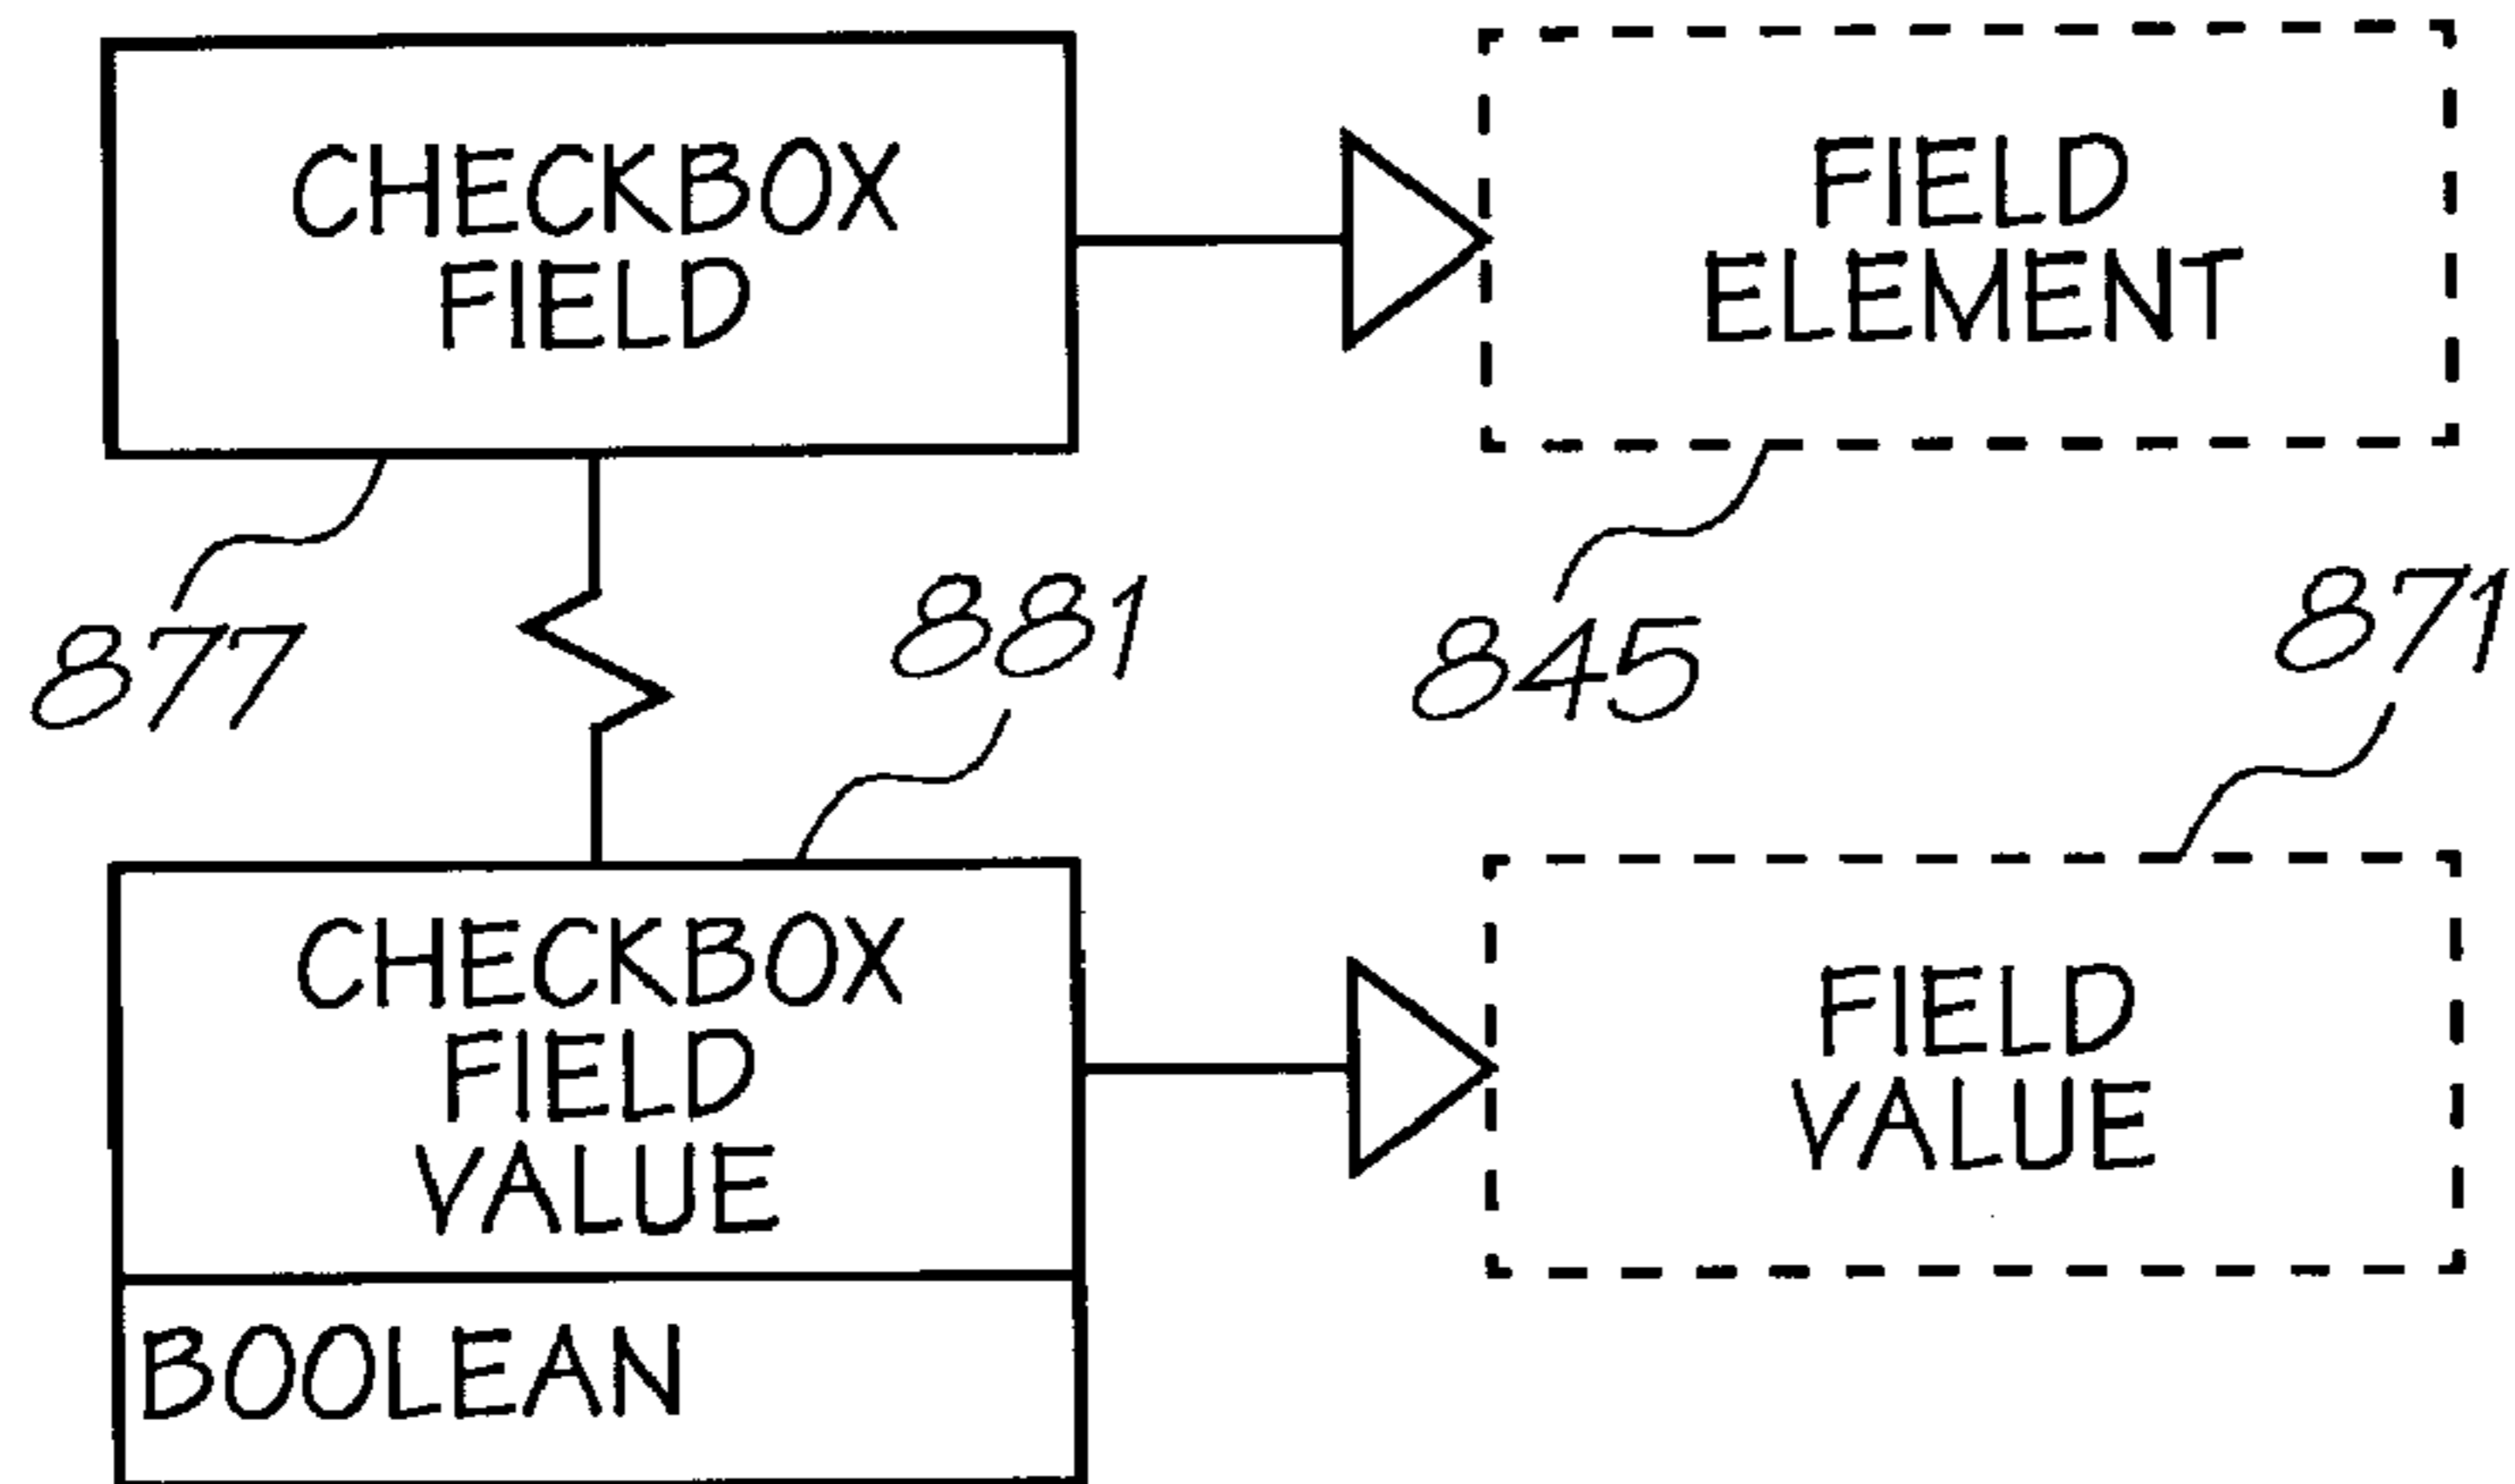 CHECKBOX
FIELD
FIELD
ELEMENT
877
881
845
871
CHECKBOX
FIELD
VALUE
BOOLEAN
FIELD
VALUE